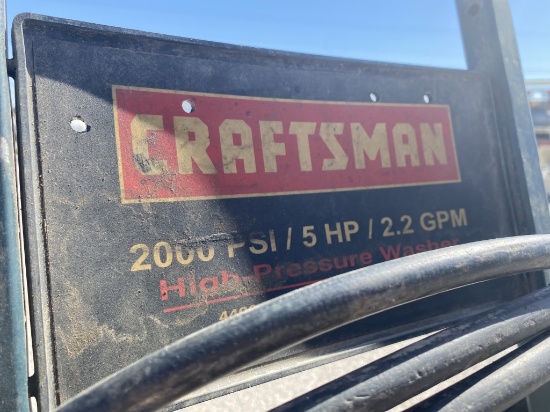 CRAFTSMAN
2000 PSI / 5 HP / 2.2 GPM
High-Pressure Washer